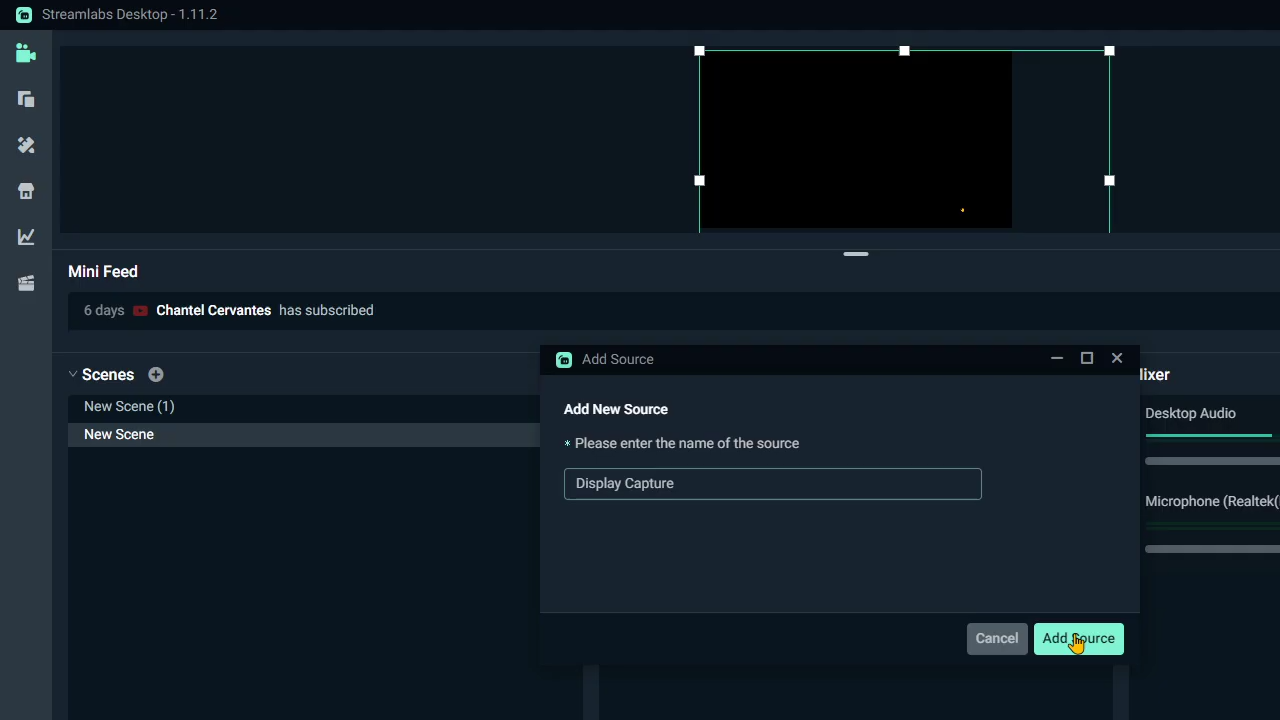 Streamlabs Desktop - 1.11.2
Mini Feed
6 days Chantel Cervantes has subscribed
Scenes
New Scene (1)
New Scene
Add Source
Add New Source
* Please enter the name of the source
Display Capture
Cancel
Add Source
lixer
Desktop Audio
Microphone (Realtek(